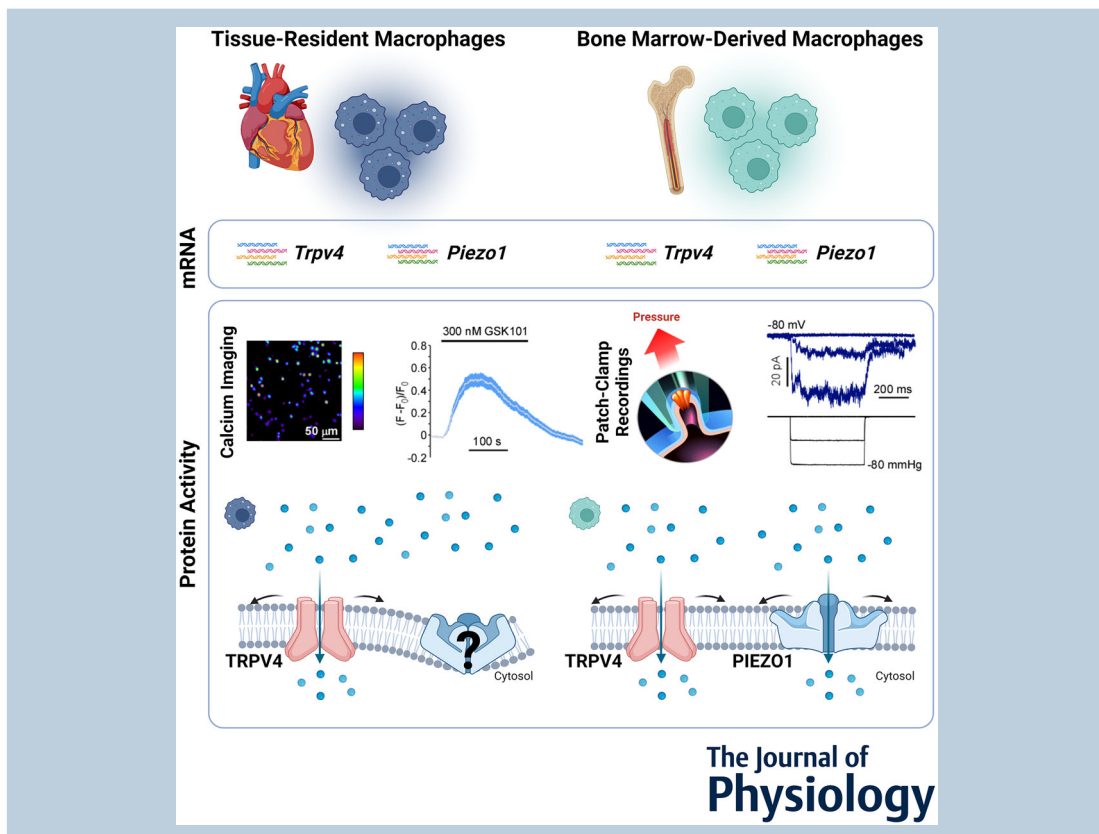 Tissue-Resident Macrophages
Bone Marrow-Derived Macrophages
mRNA
Trpv4
Piezo1
Trpv4
Piezo1
Protein Activity
Calcium Imaging
50 µm
300 nM GSK101
(F -F0)/F0
0.8
0.6
0.4
0.2
0
-0.2
100 s
Patch-Clamp
Recordings
Pressure
-80 mV
20 pA
200 ms
-80 mmHg
TRPV4
?
Cytosol
TRPV4
PIEZO1
Cytosol
The Journal of
Physiology